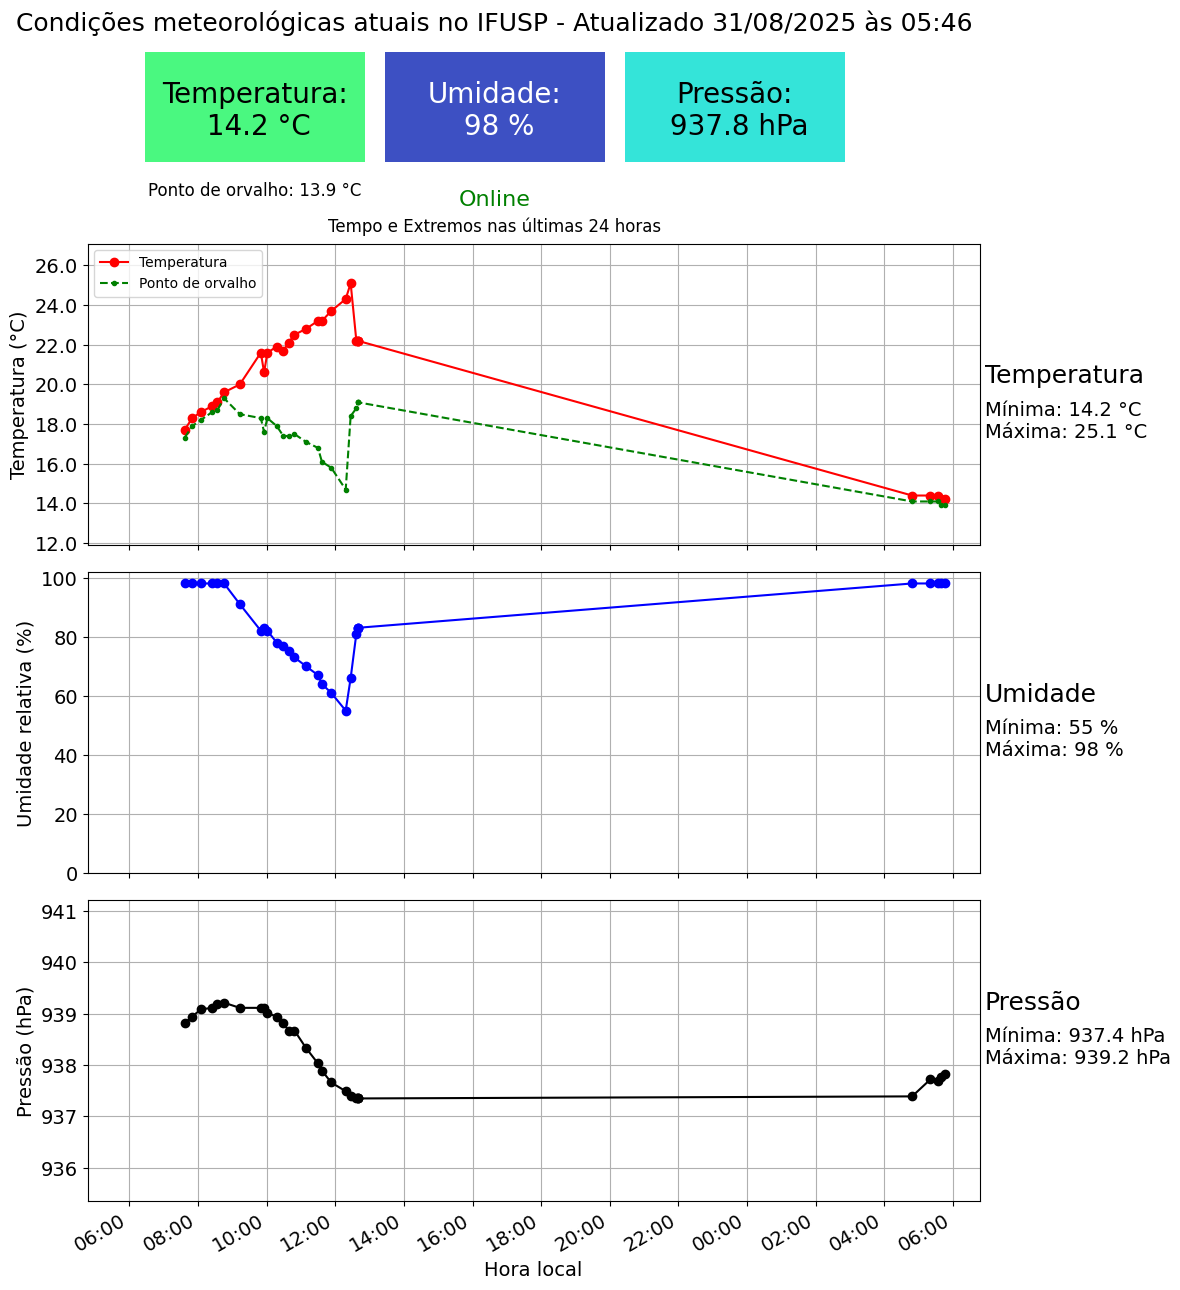 Condições meteorológicas atuais no IFUSP - Atualizado 31/08/2025 às 05:46
Temperatura:
14.2 °C
Umidade:
98 %
Pressão:
937.8 hPa
Ponto de orvalho: 13.9 °C
Online
Tempo e Extremos nas últimas 24 horas
Temperatura (°C)
26.0
24.0
22.0
20.0
18.0
16.0
14.0
12.0
Temperatura
Ponto de orvalho
Temperatura
Mínima: 14.2 °C
Máxima: 25.1 °C
Umidade relativa (%)
100
80
60
40
20
0
Umidade
Mínima: 55 %
Máxima: 98 %
Pressão (hPa)
941
940
939
938
937
936
Pressão
Mínima: 937.4 hPa
Máxima: 939.2 hPa
06:00
08:00
10:00
12:00
14:00
16:00
18:00
20:00
22:00
00:00
02:00
04:00
06:00
Hora local